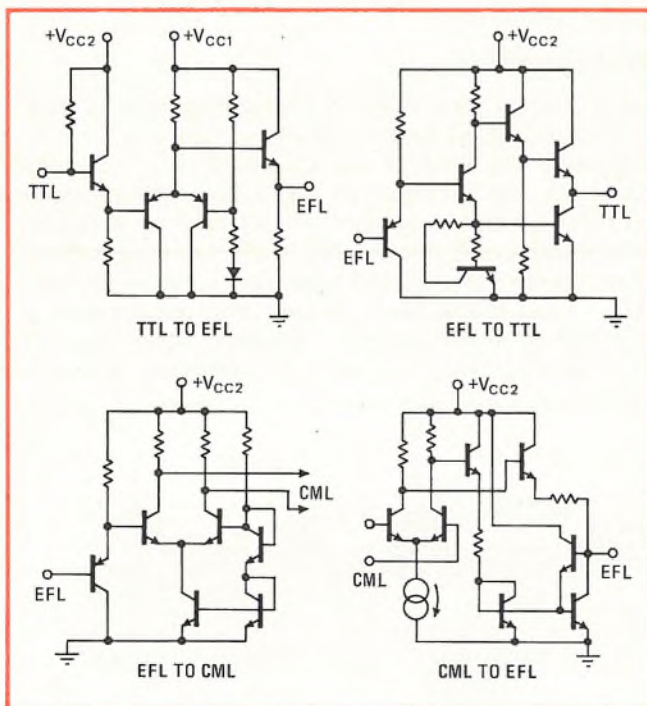 +VCC2
+VCC1
TTL
EFL
TTL TO EFL
+VCC2
EFL
TTL
EFL TO TTL
+VCC2
CML
EFL
EFL TO CML
+VCC2
CML
EFL
CML TO EFL